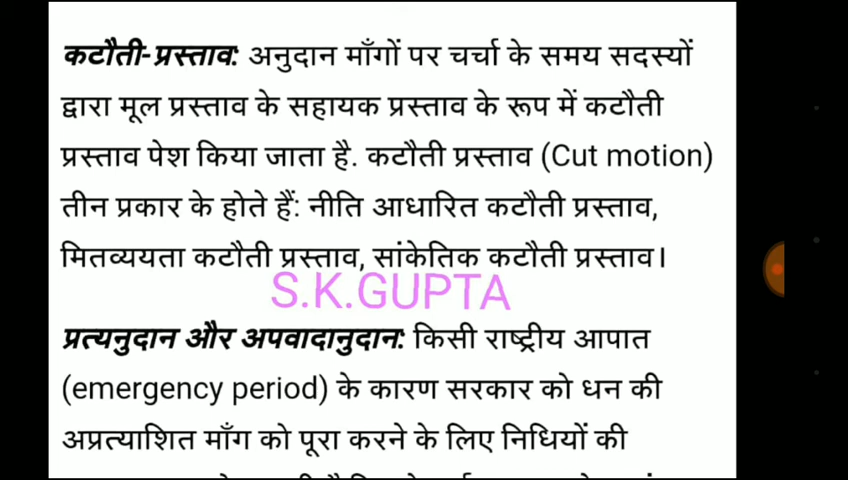 कटौती-प्रस्ताव: अनुदान माँगों पर चर्चा के समय सदस्यों
द्वारा मूल प्रस्ताव के सहायक प्रस्ताव के रूप में कटौती
प्रस्ताव पेश किया जाता है. कटौती प्रस्ताव (Cut motion)
तीन प्रकार के होते हैं: नीति आधारित कटौती प्रस्ताव,
मितव्ययता कटौती प्रस्ताव, सांकेतिक कटौती प्रस्ताव।
S.K.GUPTA
प्रत्यनुदान और अपवादानुदान: किसी राष्ट्रीय आपात
(emergency period) के कारण सरकार को धन की
अप्रत्याशित माँग को पूरा करने के लिए निधियों की